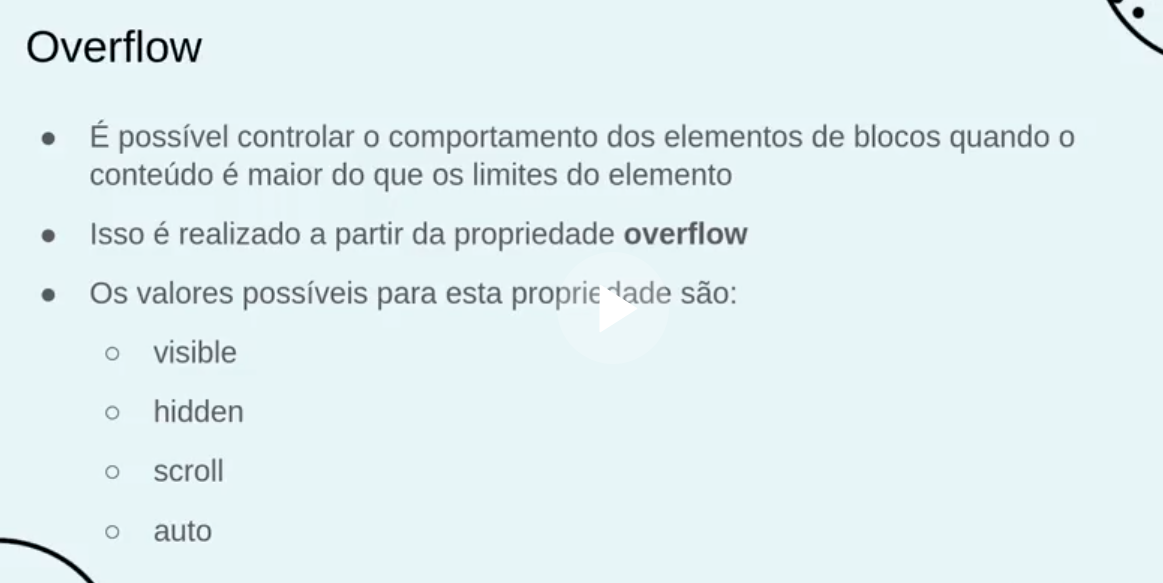 Overflow
● É possível controlar o comportamento dos elementos de blocos quando o
conteúdo é maior do que os limites do elemento
● Isso é realizado a partir da propriedade overflow
● Os valores possíveis para esta propriedade são:
○ visible
○ hidden
○ scroll
○ auto